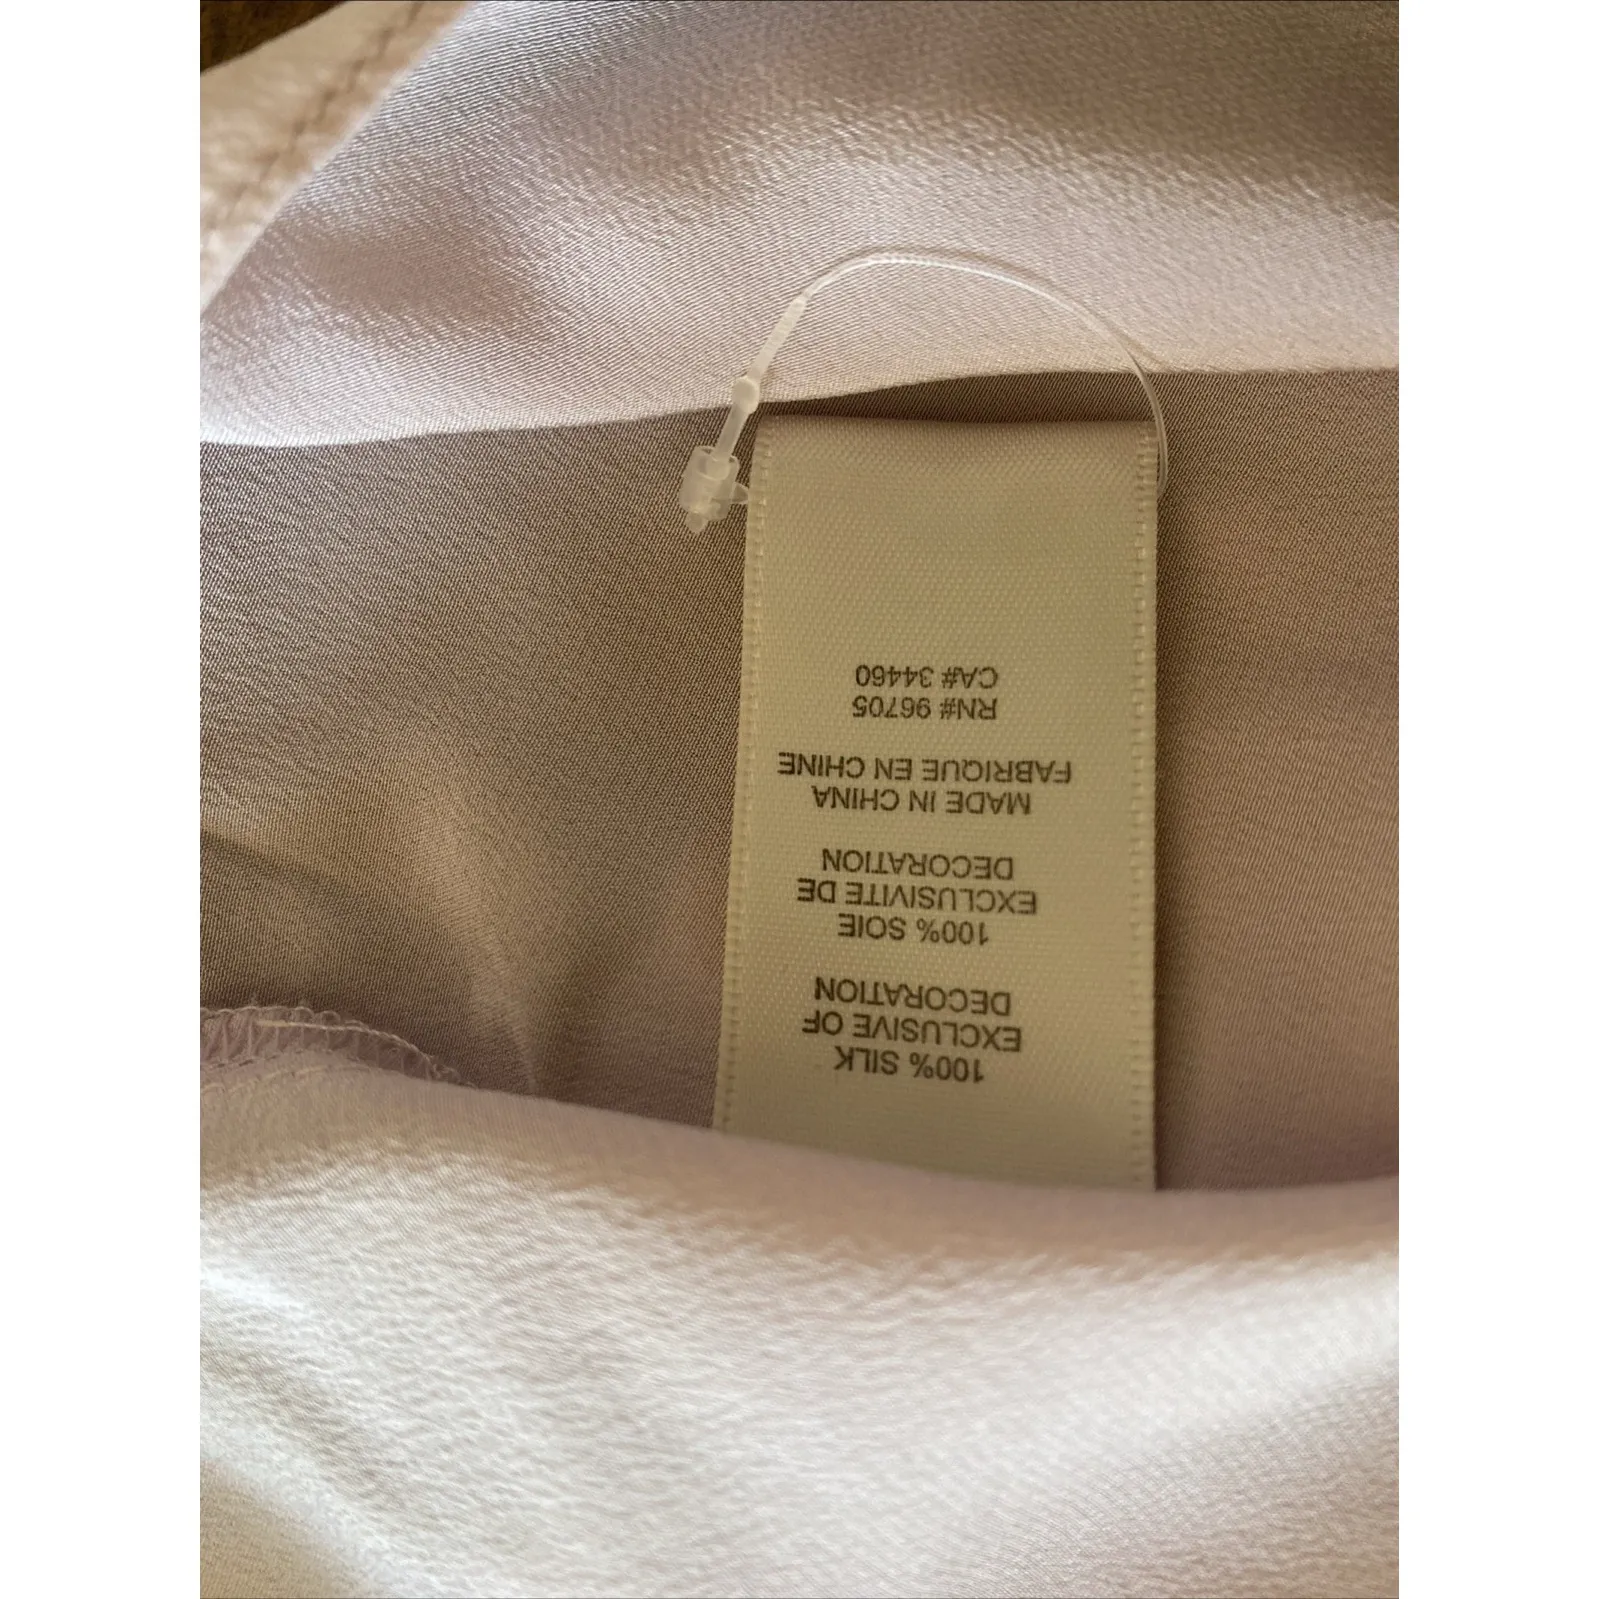 100% SILK
EXCLUSIVE OF
DECORATION
100% SOIE
EXCLUSIVITE DE
DECORATION
MADE IN CHINA
FABRIQUE EN CHINE
RN# 96705
CA# 34460